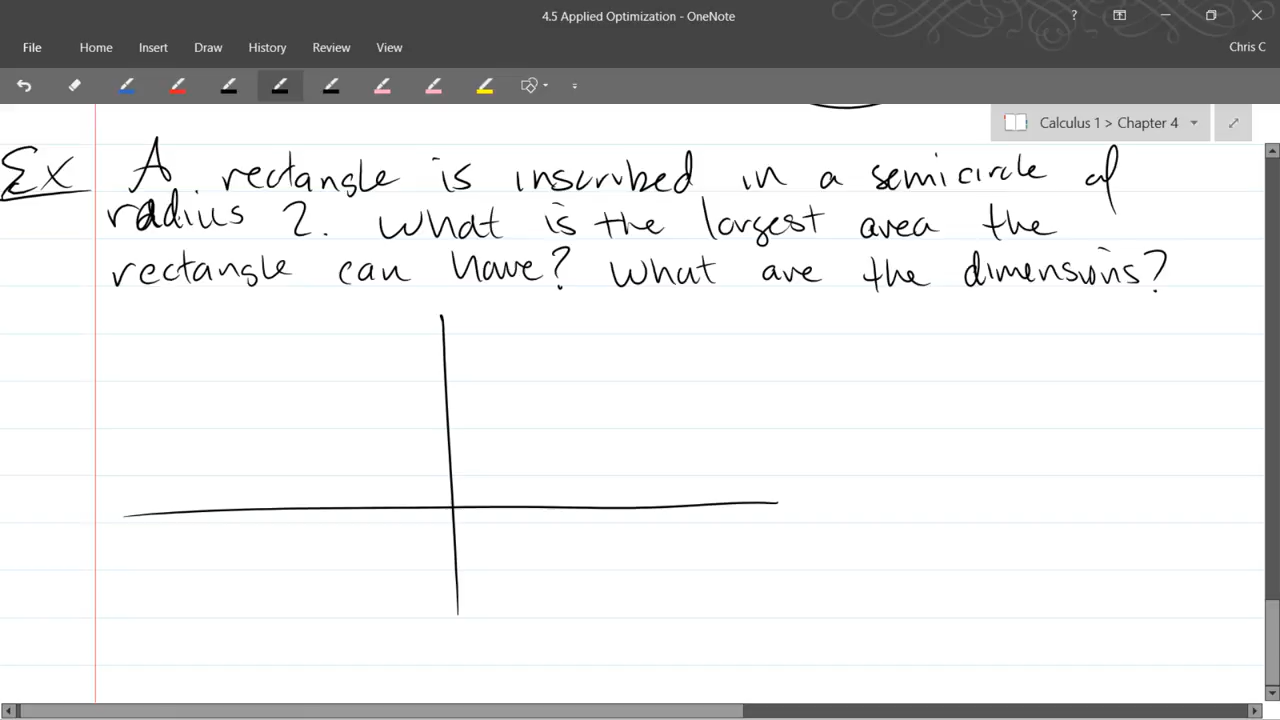 4.5 Applied Optimization - OneNote
File Home Insert Draw History Review View
Chris C
Calculus 1 > Chapter 4
Ex A rectangle is inscribed in a semicircle of
radius 2. What is the largest area the
rectangle can have? What are the dimensions?